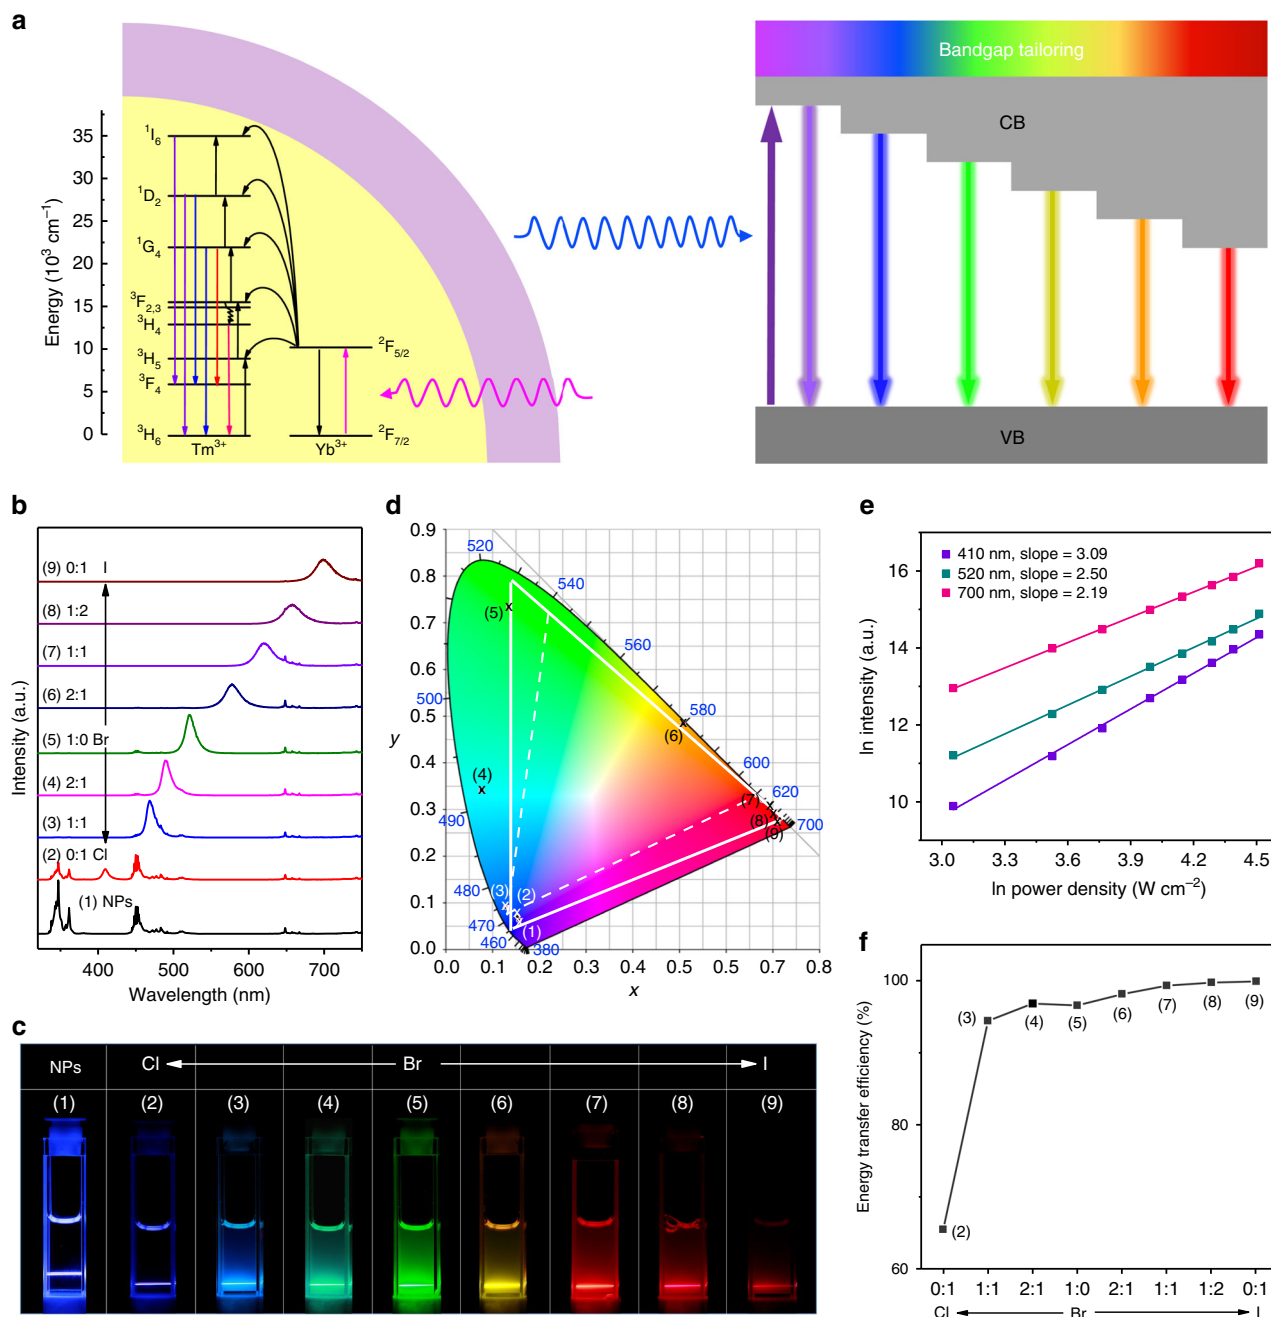 a
Bandgap tailoring
CB
VB
Energy (10³ cm⁻¹)
35
30
25
20
15
10
5
0
¹I₆
¹D₂
¹G₄
³F₂,₃
³H₄
³H₅
³F₄
³H₆
Tm³⁺
Yb³⁺
²F₅/₂
²F₇/₂
b
Intensity (a.u.)
(9) 0:1 I
(8) 1:2
(7) 1:1
(6) 2:1
(5) 1:0 Br
(4) 2:1
(3) 1:1
(2) 0:1 Cl
(1) NPs
400 500 600 700
Wavelength (nm)
c
NPs Cl Br I
(1) (2) (3) (4) (5) (6) (7) (8) (9)
d
y
0.9
0.8
0.7
0.6
0.5
0.4
0.3
0.2
0.1
0.0
0.0 0.1 0.2 0.3 0.4 0.5 0.6 0.7 0.8
x
520
540
560
580
600
620
700
500
490
480
470
460
380
(5)
(6)
(4)
(7)
(8)
(9)
(3)
(2)
(1)
e
410 nm, slope = 3.09
520 nm, slope = 2.50
700 nm, slope = 2.19
ln intensity (a.u.)
16
14
12
10
3.0 3.3 3.6 3.9 4.2 4.5
ln power density (W cm⁻²)
f
Energy transfer efficiency (%)
100
80
60
(2)
(3)
(4)
(5)
(6)
(7)
(8)
(9)
0:1 1:1 2:1 1:0 2:1 1:1 1:2 0:1
Cl Br I